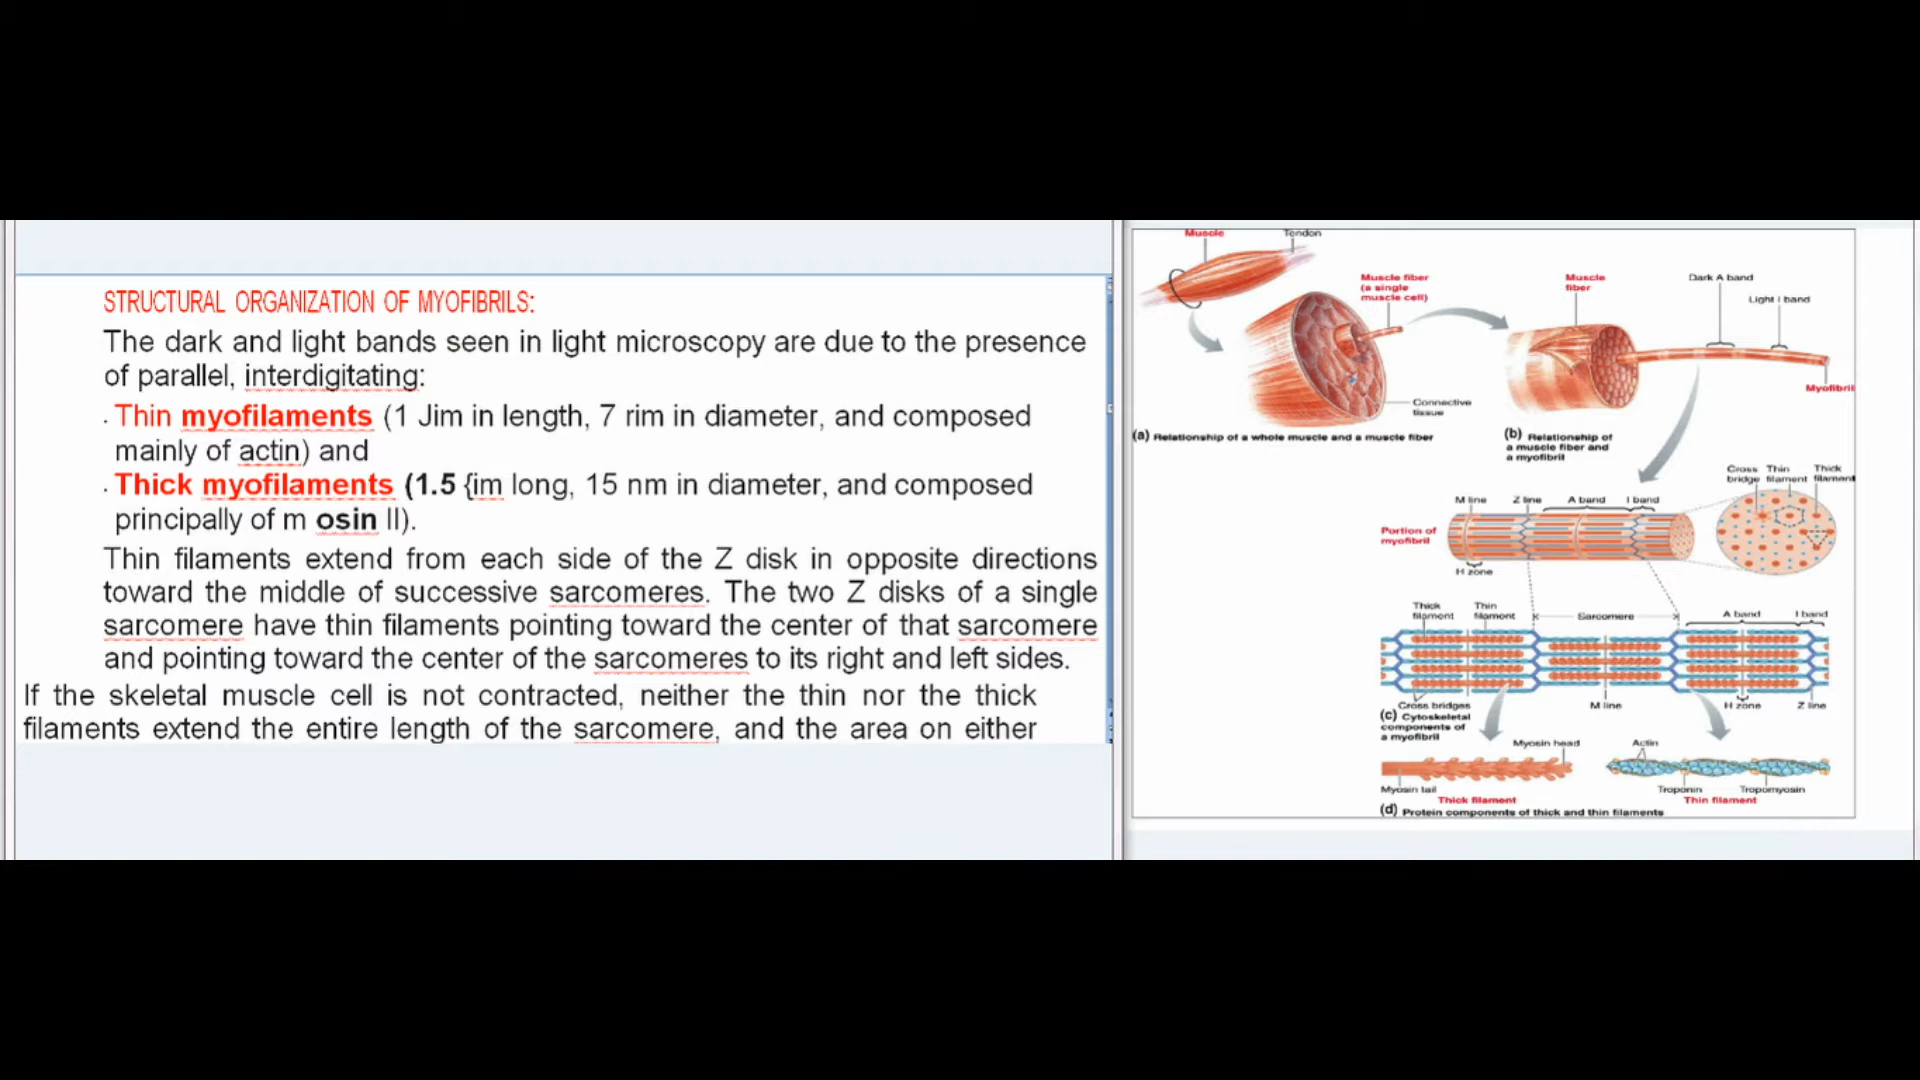 STRUCTURAL ORGANIZATION OF MYOFIBRILS:
The dark and light bands seen in light microscopy are due to the presence
of parallel, interdigitating:
. Thin myofilaments (1 Jim in length, 7 rim in diameter, and composed
mainly of actin) and
. Thick myofilaments (1.5 {im long, 15 nm in diameter, and composed
principally of m osin II).
Thin filaments extend from each side of the Z disk in opposite directions
toward the middle of successive sarcomeres. The two Z disks of a single
sarcomere have thin filaments pointing toward the center of that sarcomere
and pointing toward the center of the sarcomeres to its right and left sides.
If the skeletal muscle cell is not contracted, neither the thin nor the thick
filaments extend the entire length of the sarcomere, and the area on either
Muscle
Tendon
Muscle fiber
(a single
muscle cell)
Connective
tissue
(a) Relationship of a whole muscle and a muscle fiber
Muscle
fiber
Dark A band
Light I band
Myofibril
(b) Relationship of
a muscle fiber and
a myofibril
Cross
bridge
Thin
filament
Thick
filament
M line
Z line
A band
I band
Portion of
myofibril
H zone
Thick
filament
Thin
filament
Sarcomere
A band
I band
Cross bridges
M line
H zone
Z line
(c) Cytoskeletal
components of
a myofibril
Myosin head
Actin
Myosin tail
Troponin
Tropomyosin
Thick filament
Thin filament
(d) Protein components of thick and thin filaments